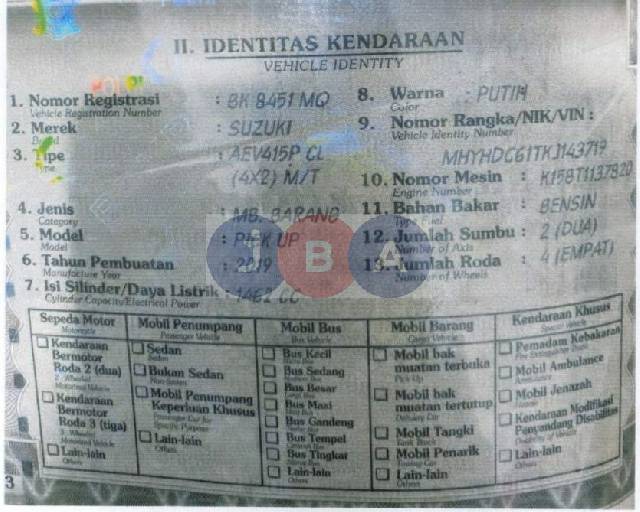 II. IDENTITAS KENDARAAN
VEHICLE IDENTITY
1. Nomor Registrasi : BK 8451 MQ
Vehicle Registration Number
2. Merek : SUZUKI
3. Tipe : AEV415P CL
(4X2) M/T
4. Jenis : MB. BARANG
Category
5. Model : PICK UP
Model
6. Tahun Pembuatan : 2019
Manufacture Year
7. Isi Silinder/Daya Listrik : 1462 CC
Cylinder Capacity/Electrical Power
8. Warna : PUTIH
Color
9. Nomor Rangka/NIK/VIN :
Vehicle Identity Number
MHYHDC61TKJ143719
10. Nomor Mesin : K15BT1137820
Engine Number
11. Bahan Bakar : BENSIN
12. Jumlah Sumbu : 2 (DUA)
Number of Axis
13. Jumlah Roda : 4 (EMPAT)
Number of Wheels
IBA
Sepeda Motor
Motorcycle
Kendaraan
Bermotor
Roda 2 (dua)
Kendaraan
Bermotor
Roda 3 (tiga)
Lain-lain
Others
Mobil Penumpang
Passenger Vehicle
Sedan
Sedan
Bukan Sedan
Mobil Penumpang
Keperluan Khusus
Lain-lain
Others
Mobil Bus
Bus Vehicle
Bus Kecil
Bus Sedang
Bus Besar
Bus Maxi
Bus Gandeng
Bus Tempel
Bus Tingkat
Lain-lain
Others
Mobil Barang
Cargo Vehicle
Mobil bak
muatan terbuka
Pick Up
Mobil bak
muatan tertutup
Delivery Car
Mobil Tangki
Mobil Penarik
Lain-lain
Others
Kendaraan Khusus
Special Vehicle
Pemadam Kebakaran
Mobil Ambulance
Ambulance
Mobil Jenazah
Kendaraan Modifikasi
Penyandang Disabilitas
Lain-lain
Others
3